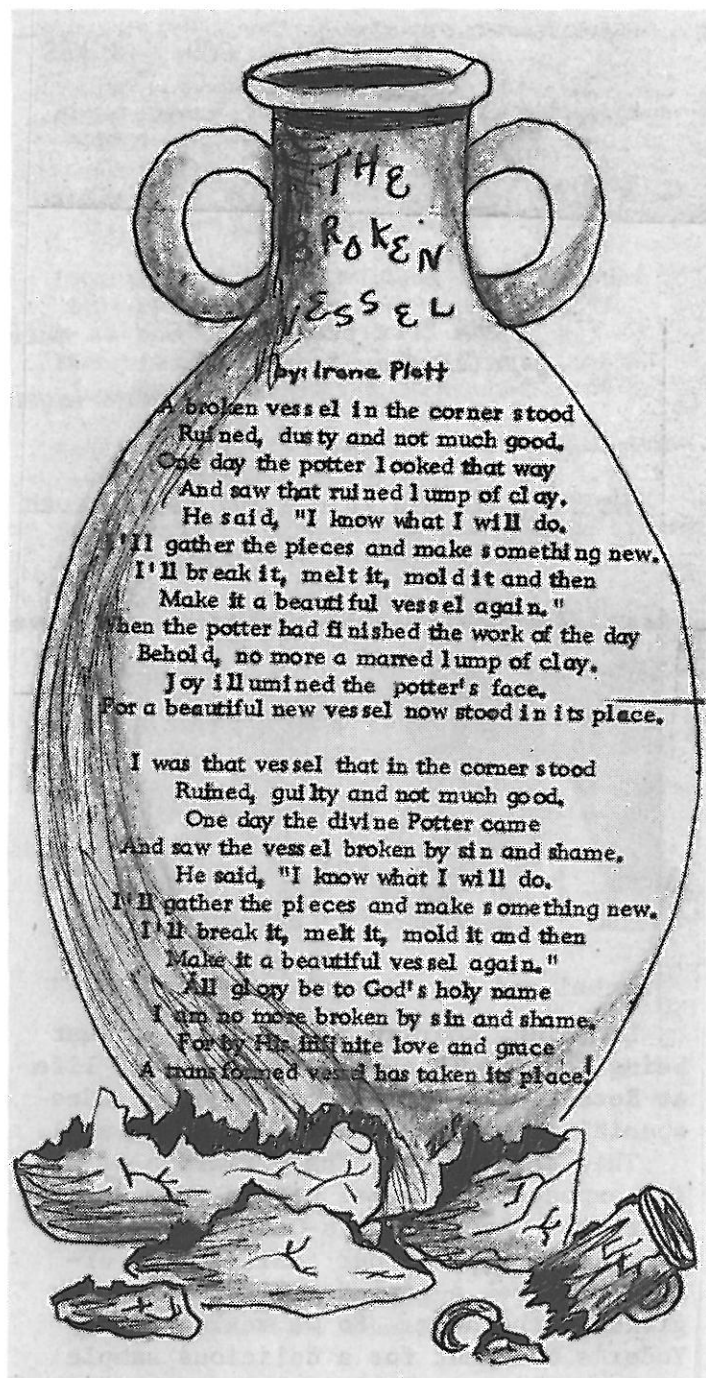 THE
BROKEN
VESSEL
by: Irene Plett
A broken vessel in the corner stood
Ruined, dusty and not much good.
One day the potter looked that way
And saw that ruined lump of clay.
He said, "I know what I will do.
I'll gather the pieces and make something new.
I'll break it, melt it, mold it and then
Make it a beautiful vessel again."
When the potter had finished the work of the day
Behold, no more a marred lump of clay.
Joy illumined the potter's face.
For a beautiful new vessel now stood in its place.
I was that vessel that in the corner stood
Ruined, guilty and not much good.
One day the divine Potter came
And saw the vessel broken by sin and shame.
He said, "I know what I will do.
I'll gather the pieces and make something new.
I'll break it, melt it, mold it and then
Make it a beautiful vessel again."
All glory be to God's holy name
I am no more broken by sin and shame.
For by His infinite love and grace
A transformed vessel has taken its place!